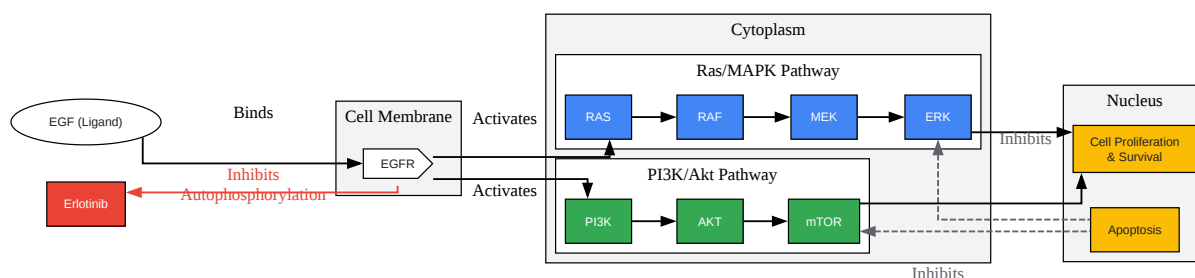 Cytoplasm
Ras/MAPK Pathway
RAS
RAF
MEK
ERK
Nucleus
Cell Membrane
Binds
Activates
EGF (Ligand)
EGFR
Inhibits
Cell Proliferation
& Survival
Inhibits
Autophosphorylation
Erlotinib
Activates
PI3K/Akt Pathway
PI3K
AKT
mTOR
Apoptosis
Inhibits